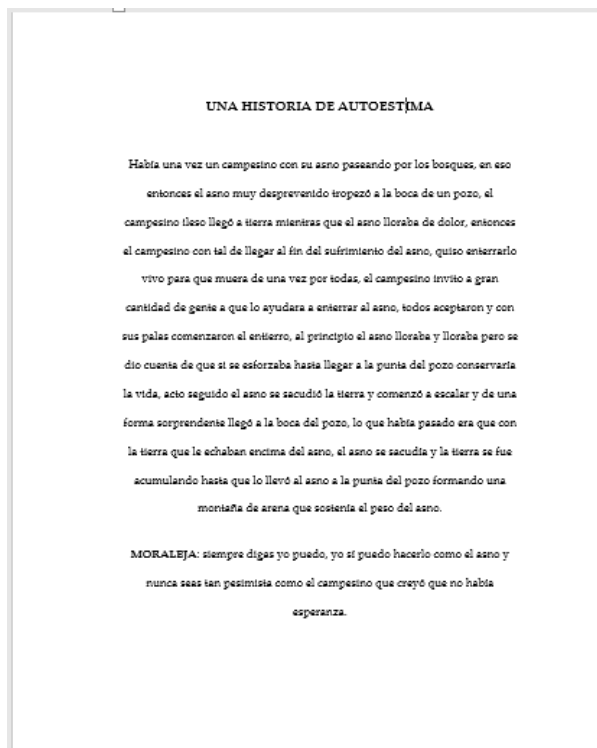 UNA HISTORIA DE AUTOESTIMA
Había una vez un campesino con su asno paseando por los bosques, en eso
entonces el asno muy desprevenido tropezó a la boca de un pozo, el
campesino ileso llegó a tierra mientras que el asno lloraba de dolor, entonces
el campesino con tal de llegar al fin del sufrimiento del asno, quiso enterrarlo
vivo para que muera de una vez por todas, el campesino invito a gran
cantidad de gente a que lo ayudara a enterrar al asno, todos aceptaron y con
sus palas comenzaron el entierro, al principio el asno lloraba y lloraba pero se
dio cuenta de que si se esforzaba hasta llegar a la punta del pozo conservaría
la vida, acto seguido el asno se sacudió la tierra y comenzó a escalar y de una
forma sorprendente llegó a la boca del pozo, lo que había pasado era que con
la tierra que le echaban encima del asno, el asno se sacudía y la tierra se fue
acumulando hasta que lo llevó al asno a la punta del pozo formando una
montaña de arena que sostenía el peso del asno.
MORALEJA: siempre digas yo puedo, yo sí puedo hacerlo como el asno y
nunca seas tan pesimista como el campesino que creyó que no había
esperanza.